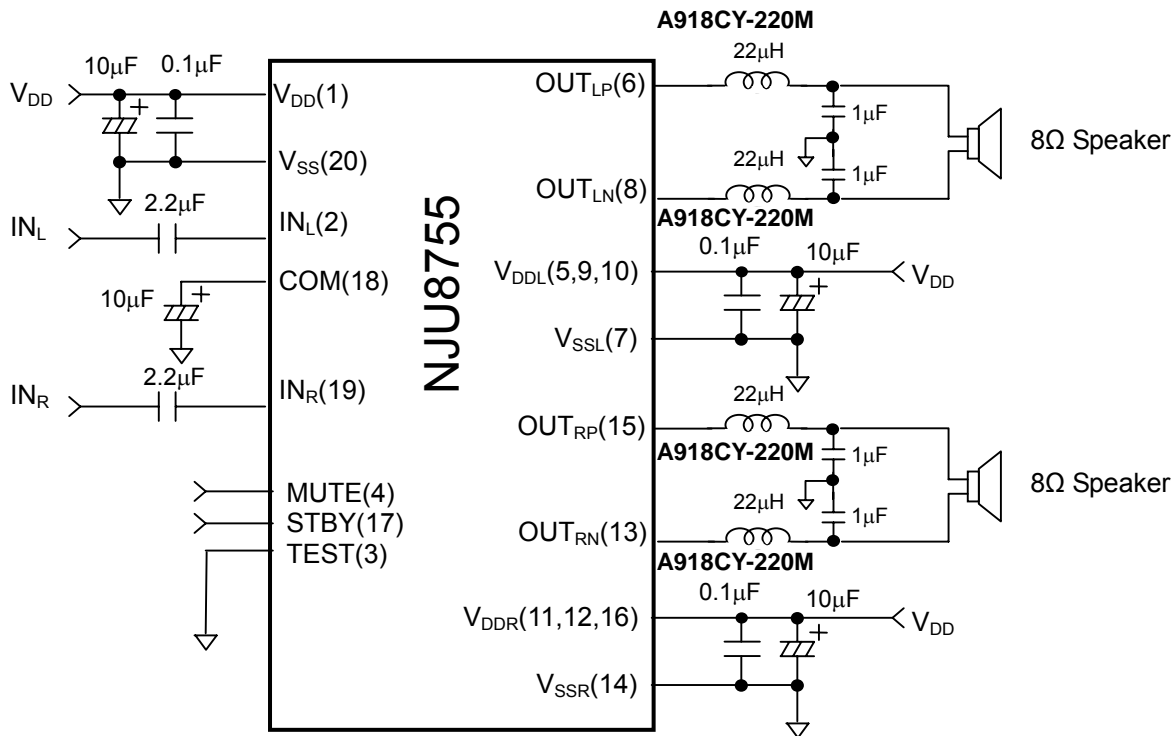 A918CY-220M
22μH
10μF
0.1μF
VDD
VDD(1)
OUTLP(6)
1μF
8Ω Speaker
22μH
1μF
VSS(20)
OUTLN(8)
A918CY-220M
2.2μF
INL
INL(2)
0.1μF
10μF
VDDL(5,9,10)
VDD
COM(18)
10μF
VSSL(7)
NJU8755
2.2μF
INR
INR(19)
22μH
OUTRP(15)
A918CY-220M
1μF
22μH
8Ω Speaker
1μF
MUTE(4)
STBY(17)
TEST(3)
OUTRN(13)
A918CY-220M
0.1μF
10μF
VDDR(11,12,16)
VDD
VSSR(14)